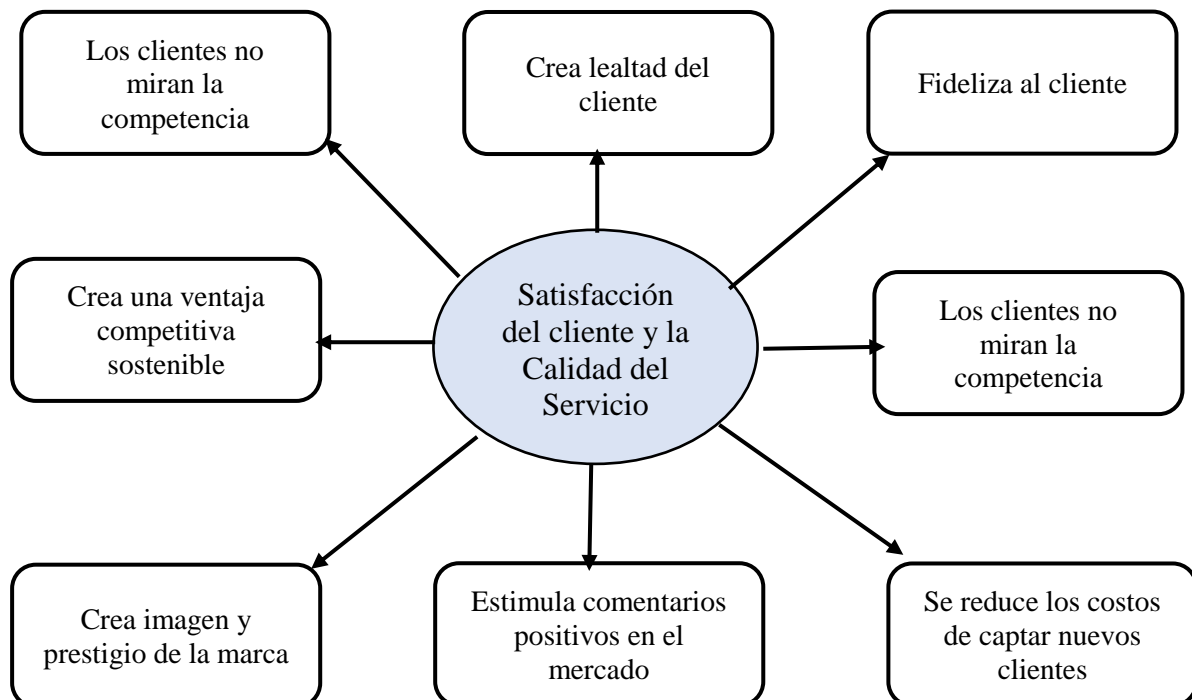 Los clientes no
miran la
competencia
Crea lealtad del
cliente
Fideliza al cliente
Crea una ventaja
competitiva
sostenible
Satisfacción
del cliente y la
Calidad del
Servicio
Los clientes no
miran la
competencia
Crea imagen y
prestigio de la marca
Estimula comentarios
positivos en el
mercado
Se reduce los costos
de captar nuevos
clientes